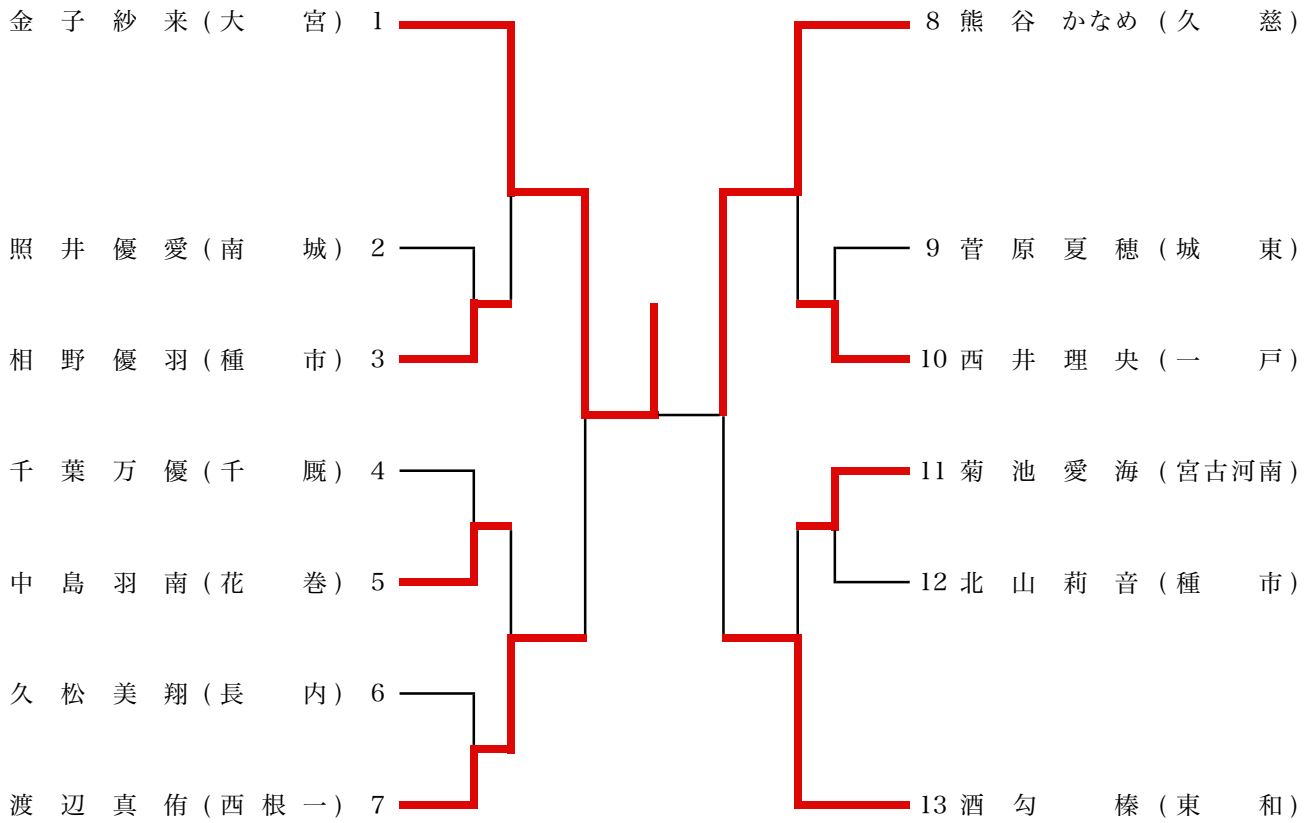 金子紗来(大宮) 1
照井優愛(南城) 2
相野優羽(種市) 3
千葉万優(千厩) 4
中島羽南(花巻) 5
久松美翔(長内) 6
渡辺真侑(西根一) 7
8 熊谷かなめ(久慈)
9 菅原夏穂(城東)
10 西井理央(一戸)
11 菊池愛海(宮古河南)
12 北山莉音(種市)
13 酒勾榛(東和)